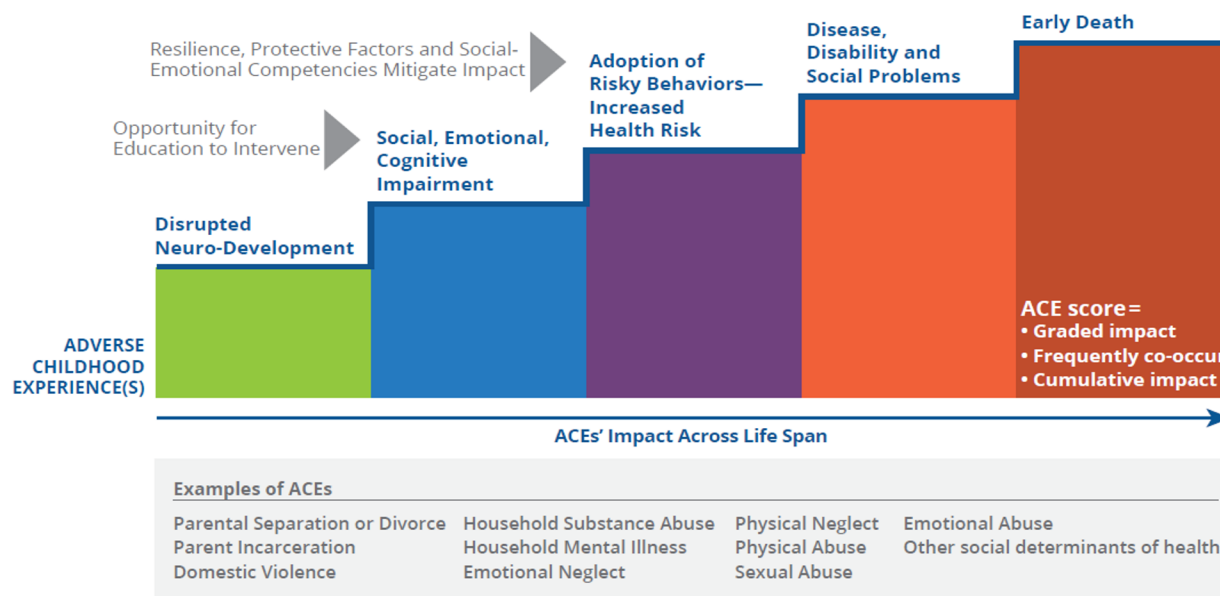 Early Death
Disease,
Disability and
Social Problems
Resilience, Protective Factors and Social-
Emotional Competencies Mitigate Impact
Adoption of
Risky Behaviors—
Increased
Health Risk
Opportunity for
Education to Intervene
Social, Emotional,
Cognitive
Impairment
Disrupted
Neuro-Development
ADVERSE
CHILDHOOD
EXPERIENCE(S)
ACE score=
• Graded impact
• Frequently co-occur
• Cumulative impact
ACEs’ Impact Across Life Span
Examples of ACEs
Parental Separation or Divorce
Parent Incarceration
Domestic Violence
Household Substance Abuse
Household Mental Illness
Emotional Neglect
Physical Neglect
Physical Abuse
Sexual Abuse
Emotional Abuse
Other social determinants of health